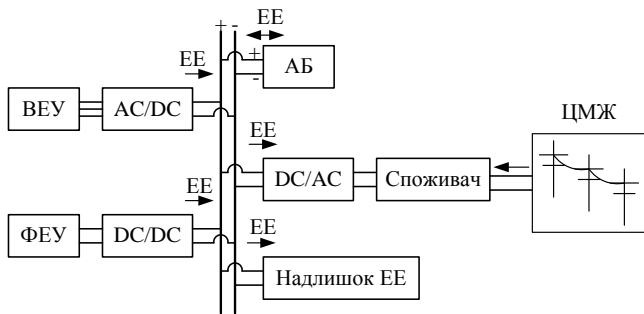 + -
ЕЕ
ЕЕ
+
-
АБ
ВЕУ
AC/DC
ЕЕ
ЦМЖ
DC/AC
Споживач
ЕЕ
ФЕУ
DC/DC
ЕЕ
Надлишок ЕЕ